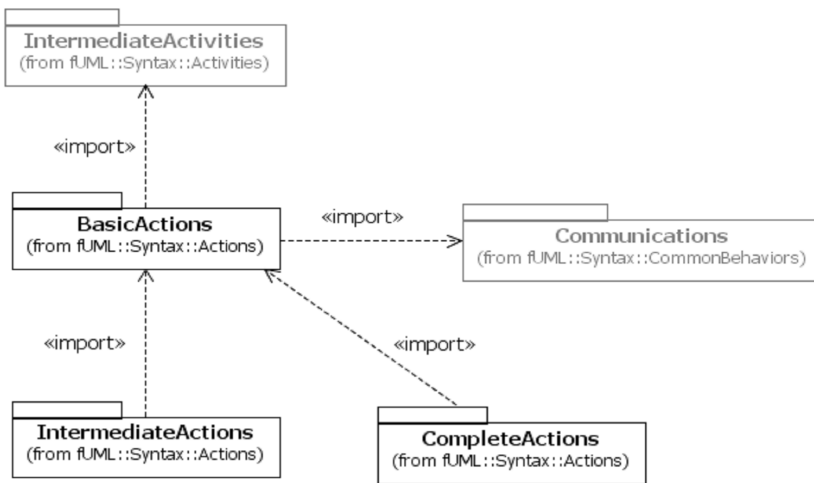 IntermediateActivities
(from fUML::Syntax::Activities)
«import»
BasicActions
(from fUML::Syntax::Actions)
«import»
Communications
(from fUML::Syntax::CommonBehaviors)
«import»
«import»
IntermediateActions
(from fUML::Syntax::Actions)
CompleteActions
(from fUML::Syntax::Actions)